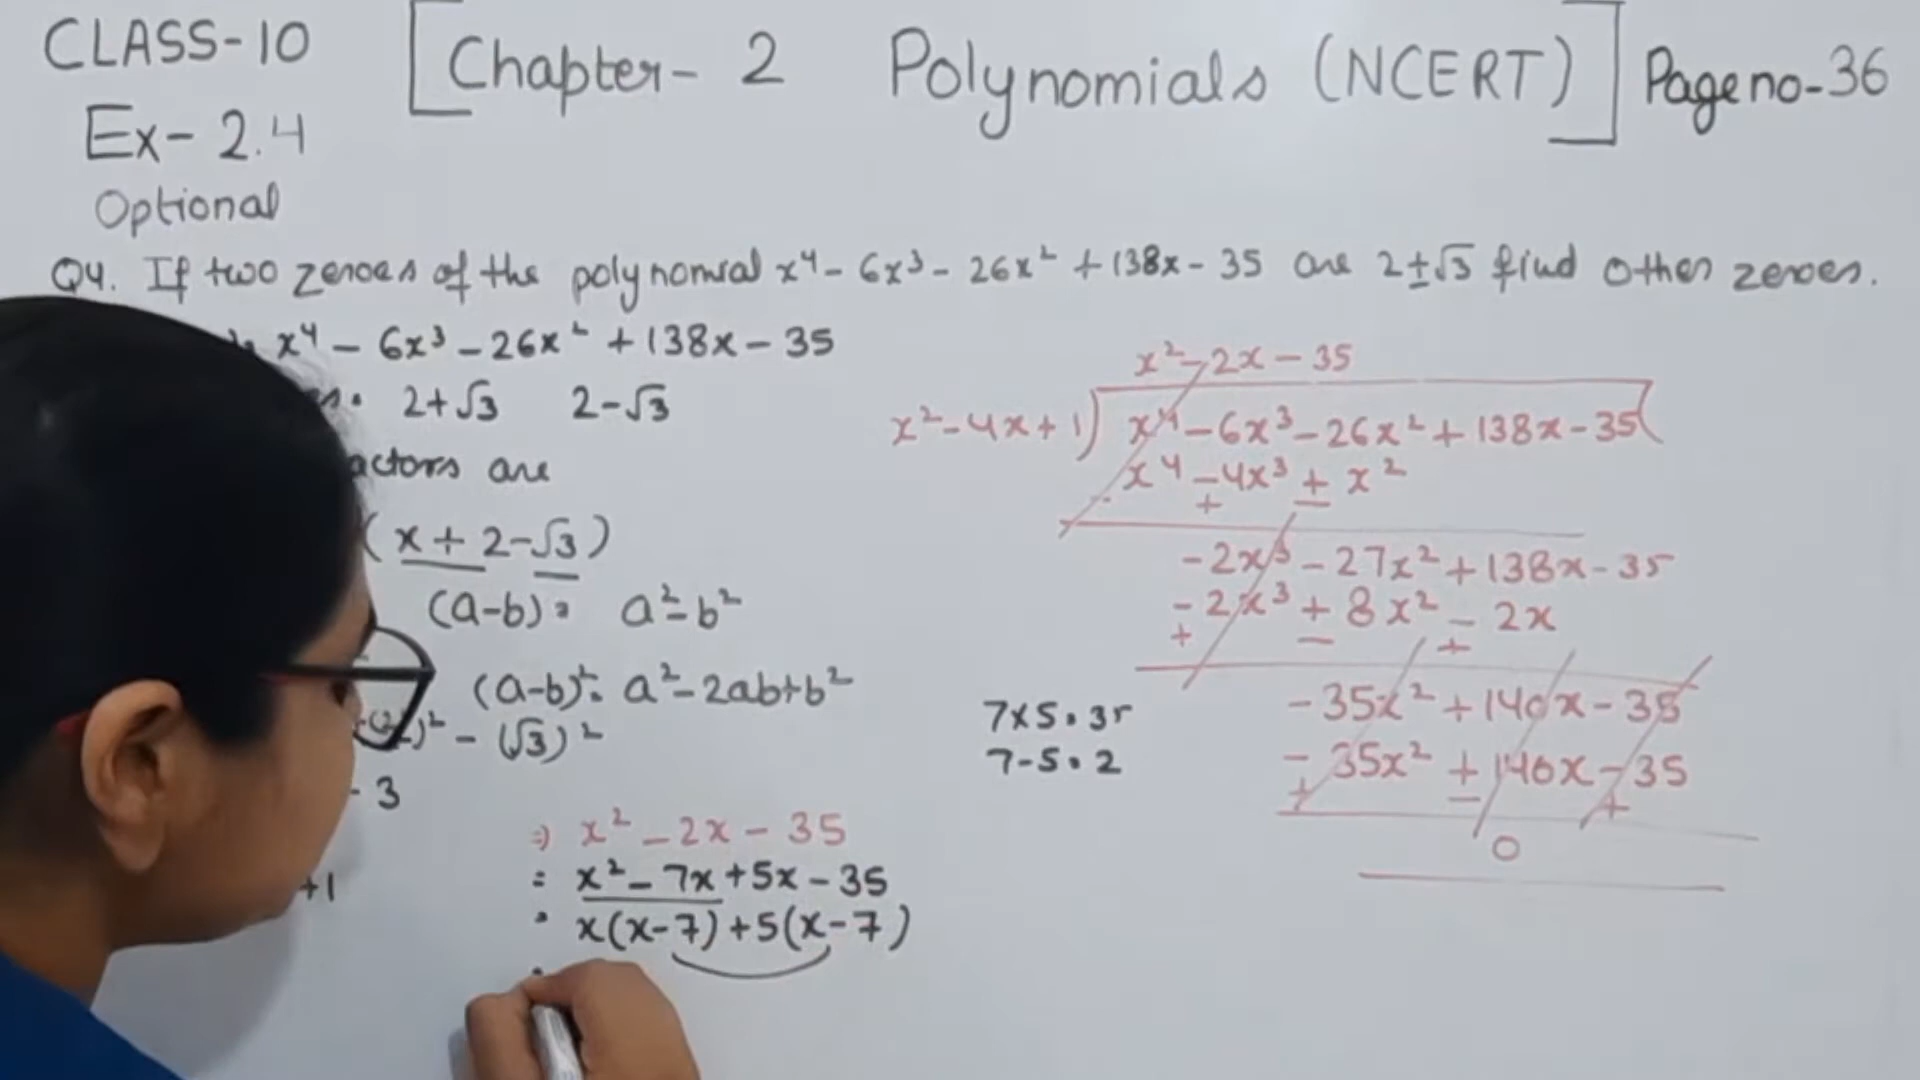 CLASS-10 [Chapter- 2 Polynomials (NCERT)] Page no-36
Ex- 2.4
Optional
Q4. If two zeroes of the polynomial x⁴ - 6x³ - 26x² + 138x - 35 are 2±√3 find other zeroes.
x⁴ - 6x³ - 26x² + 138x - 35
2+√3 2-√3
actors are
(x + 2 - √3)
(a-b) = a² - b²
(a-b)² = a² - 2ab + b²
)² - (√3)²
- 3
+1
⇒ x² - 2x - 35
= x² - 7x + 5x - 35
= x(x-7) + 5(x-7)
x² - 2x - 35
x² - 4x + 1) x⁴ - 6x³ - 26x² + 138x - 35(
x⁴ - 4x³ + x²
- + -
-2x³ - 27x² + 138x - 35
-2x³ + 8x² - 2x
+ - +
-35x² + 140x - 35
-35x² + 140x - 35
+ - +
0
7×5 = 35
7-5 = 2